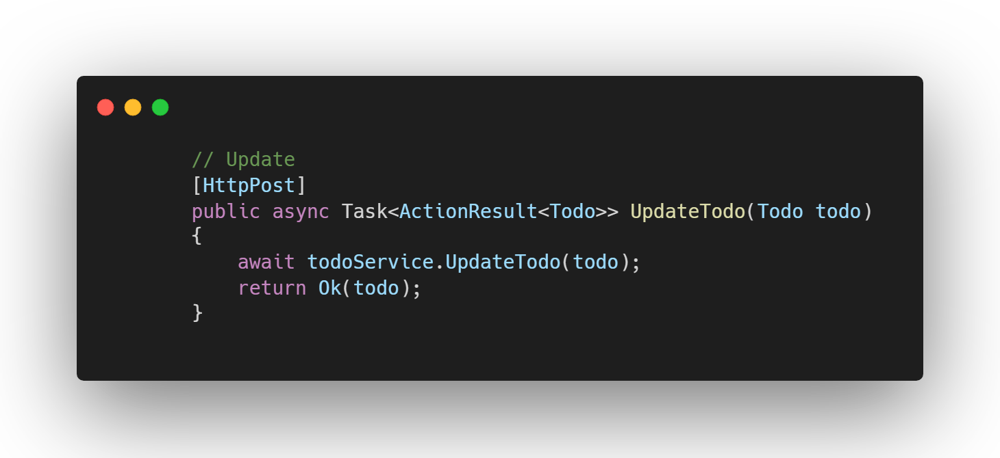 // Update
[HttpPost]
public async Task<ActionResult<Todo>> UpdateTodo(Todo todo)
{
    await todoService.UpdateTodo(todo);
    return Ok(todo);
}